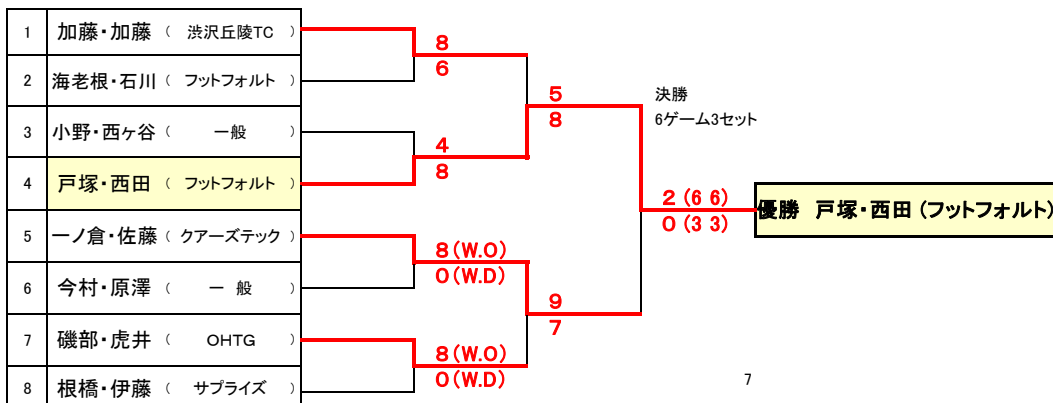 1 加藤・加藤 ( 渋沢丘陵TC )
8
6
2 海老根・石川 ( フットフォルト )
5
8
決勝
6ゲーム3セット
3 小野・西ヶ谷 ( 一般 )
4
8
4 戸塚・西田 ( フットフォルト )
2 (6 6)
0 (3 3)
優勝 戸塚・西田 (フットフォルト)
5 一ノ倉・佐藤 ( クアーズテック )
8(W.O)
0(W.D)
6 今村・原澤 ( 一 般 )
9
7
7 磯部・虎井 ( OHTG )
8(W.O)
0(W.D)
8 根橋・伊藤 ( サプライズ )
7